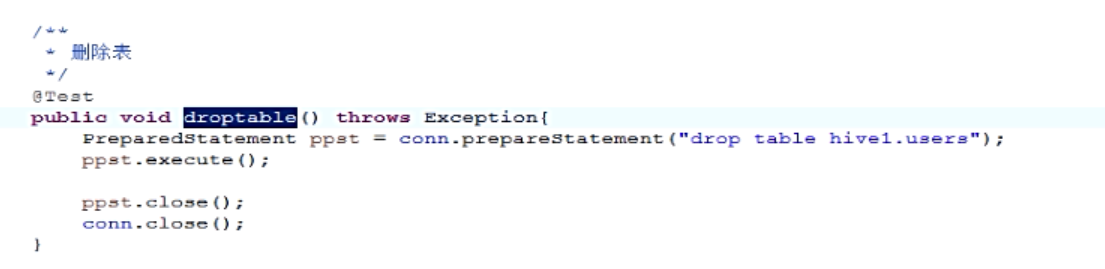 /**
 * 删除表
 */
@Test
public void droptable() throws Exception{
    PreparedStatement ppst = conn.prepareStatement("drop table hive1.users");
    ppst.execute();

    ppst.close();
    conn.close();
}